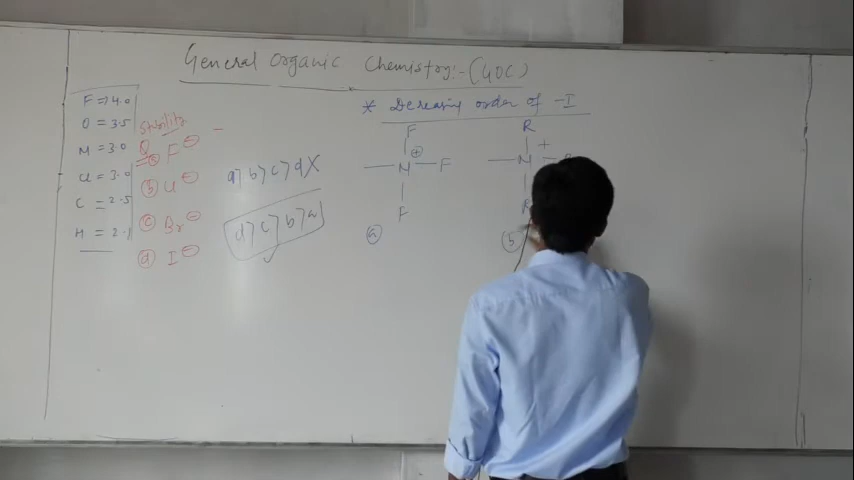 General Organic Chemistry:-(GOC)
F = 4.0
O = 3.5
N = 3.0
Cl = 3.0
C = 2.5
H = 2.1
Stability
Q
(a) F⊖
(b) Cl⊖
(c) Br⊖
(d) I⊖
a>b>c>d X
d>c>b>a ✓
* Decreasing order of -I
F
—N⊕—F
F
(a)
R
—N+—
R
(b)